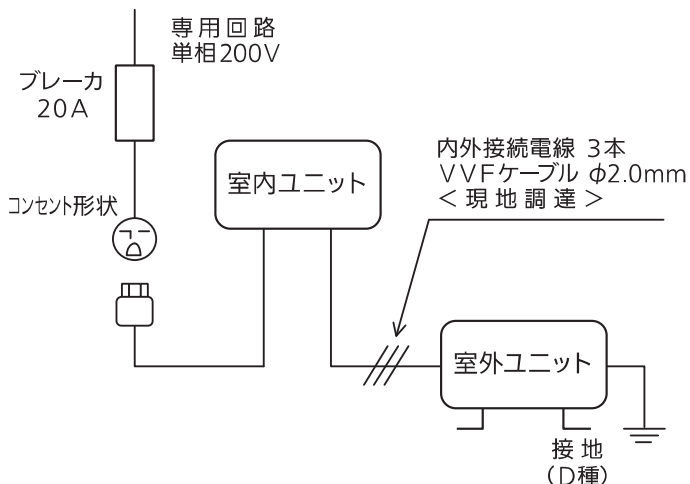 専用回路
単相200V
ブレーカ
20A
コンセント形状
室内ユニット
内外接続電線 3本
VVFケーブル φ2.0mm
<現地調達>
室外ユニット
接地
(D種)